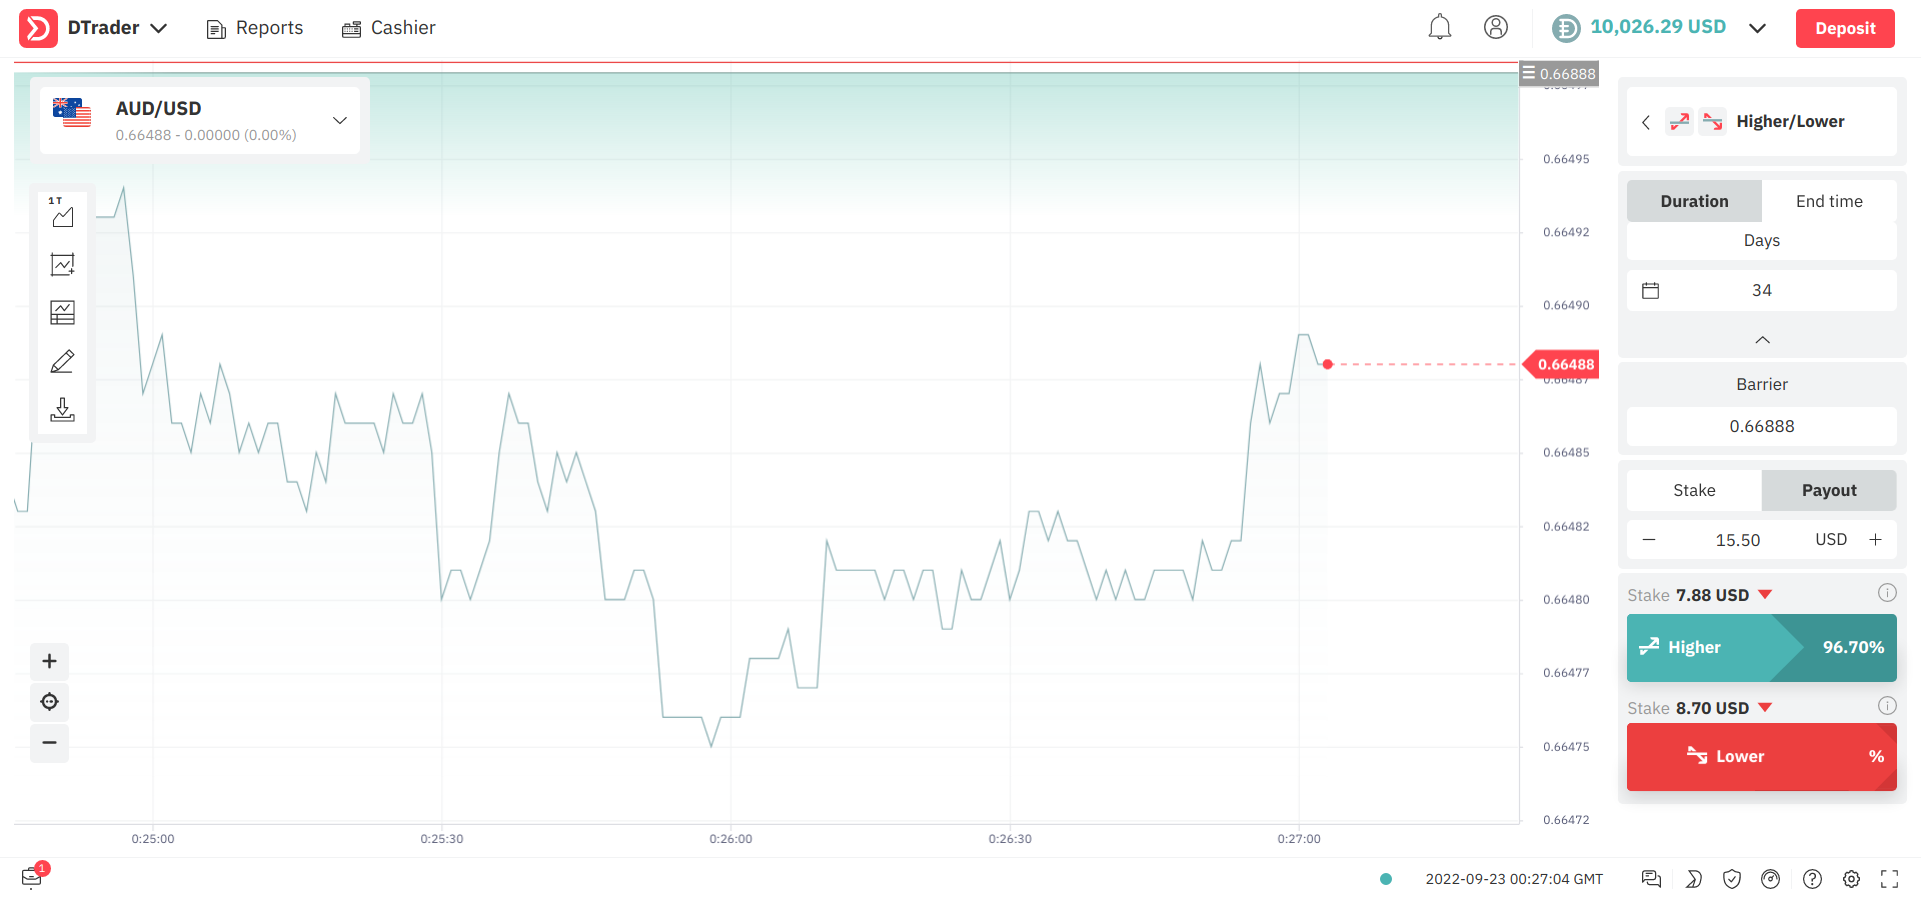 DTrader
Reports
Cashier
10,026.29 USD
Deposit
AUD/USD
0.66488 - 0.00000 (0.00%)
1 T
0.66888
0.66495
0.66492
0.66490
0.66488
0.66487
0.66485
0.66482
0.66480
0.66477
0.66475
0.66472
0:25:00
0:25:30
0:26:00
0:26:30
0:27:00
Higher/Lower
Duration
End time
Days
34
Barrier
0.66888
Stake
Payout
15.50
USD
Stake 7.88 USD
Higher
96.70%
Stake 8.70 USD
Lower
%
1
2022-09-23 00:27:04 GMT